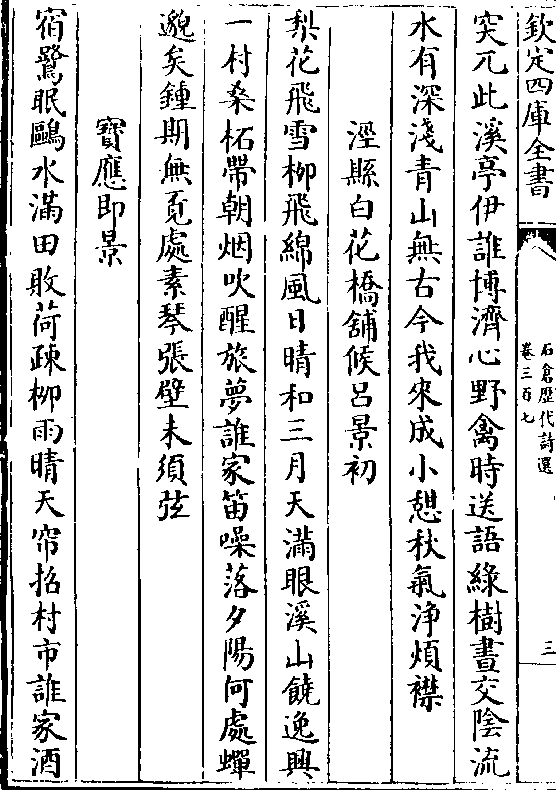 欽定四庫全書
石倉歴代詩選
卷三百七
三
突兀此溪亭伊誰博濟心野禽時送語綠樹晝交陰流
水有深淺青山無古今我來成小憩秋氣浄煩襟
涇縣白花橋舖候呂景初
梨花飛雪柳飛綿風日晴和三月天滿眼溪山饒逸興
一村桑柘帶朝烟吹醒旅夢誰家笛噪落夕陽何處蟬
邈矣鍾期無覔處素琴張壁未須弦
寶應即景
宿鷺眠鷗水滿田敗荷疎柳雨晴天帘招村市誰家酒